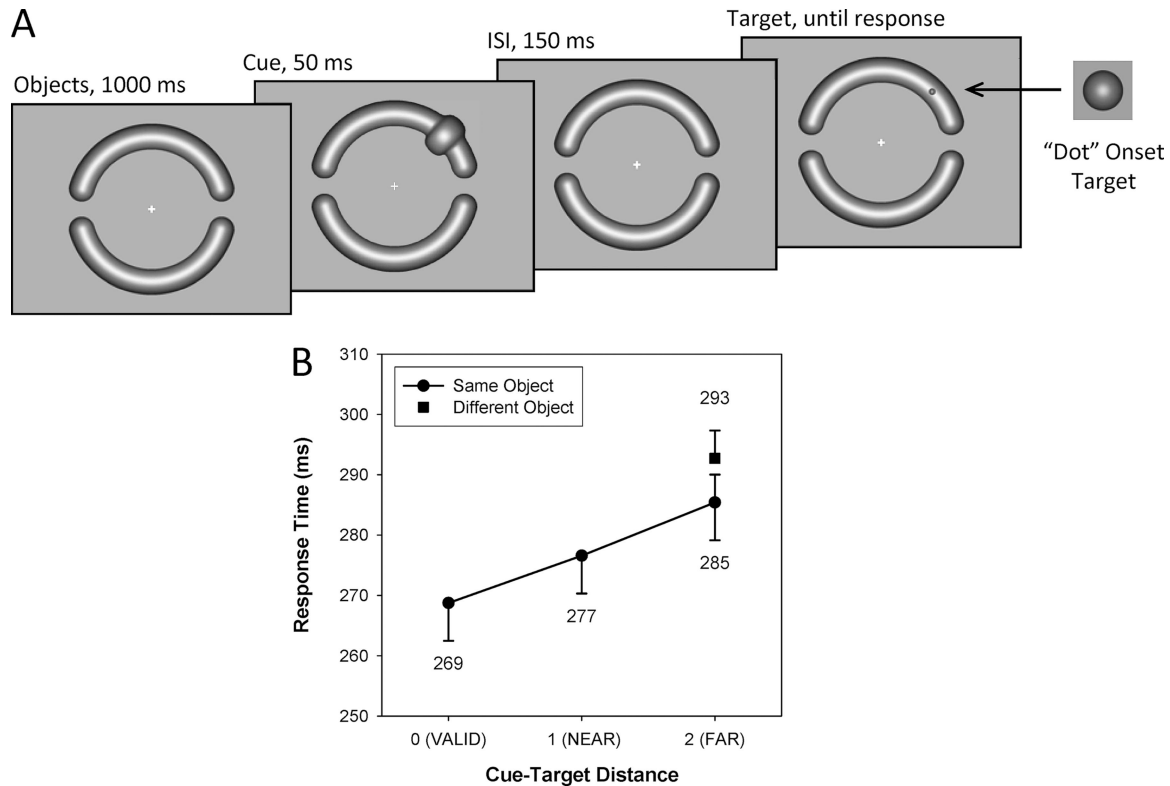 A
Objects, 1000 ms
Cue, 50 ms
ISI, 150 ms
Target, until response
“Dot” Onset
Target
B
Response Time (ms)
310
300
290
280
270
260
250
Same Object
Different Object
293
285
277
269
0 (VALID)
1 (NEAR)
2 (FAR)
Cue-Target Distance